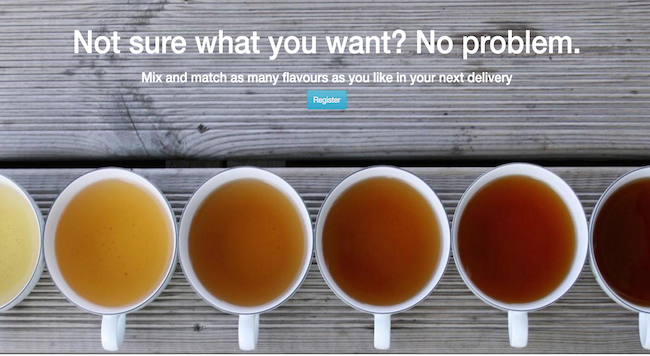 Not sure what you want? No problem.
Mix and match as many flavours as you like in your next delivery
Register